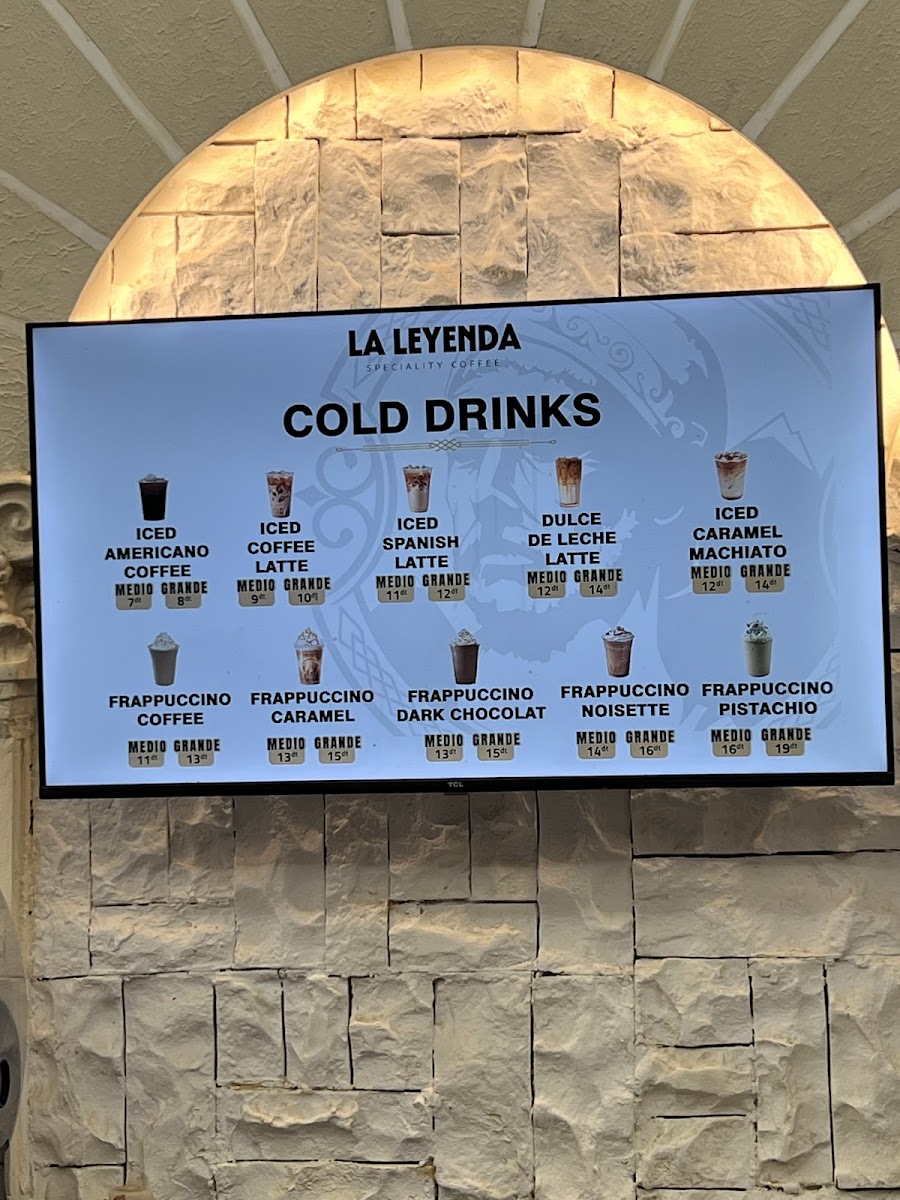 LA LEYENDA
SPECIALITY COFFEE
COLD DRINKS
ICED
AMERICANO
COFFEE
MEDIO GRANDE
7dt 8dt
ICED
COFFEE
LATTE
MEDIO GRANDE
9dt 10dt
ICED
SPANISH
LATTE
MEDIO GRANDE
11dt 12dt
DULCE
DE LECHE
LATTE
MEDIO GRANDE
12dt 14dt
ICED
CARAMEL
MACHIATO
MEDIO GRANDE
12dt 14dt
FRAPPUCCINO
COFFEE
MEDIO GRANDE
11dt 13dt
FRAPPUCCINO
CARAMEL
MEDIO GRANDE
13dt 15dt
FRAPPUCCINO
DARK CHOCOLAT
MEDIO GRANDE
13dt 15dt
FRAPPUCCINO
NOISETTE
MEDIO GRANDE
14dt 16dt
FRAPPUCCINO
PISTACHIO
MEDIO GRANDE
16dt 19dt
TCL